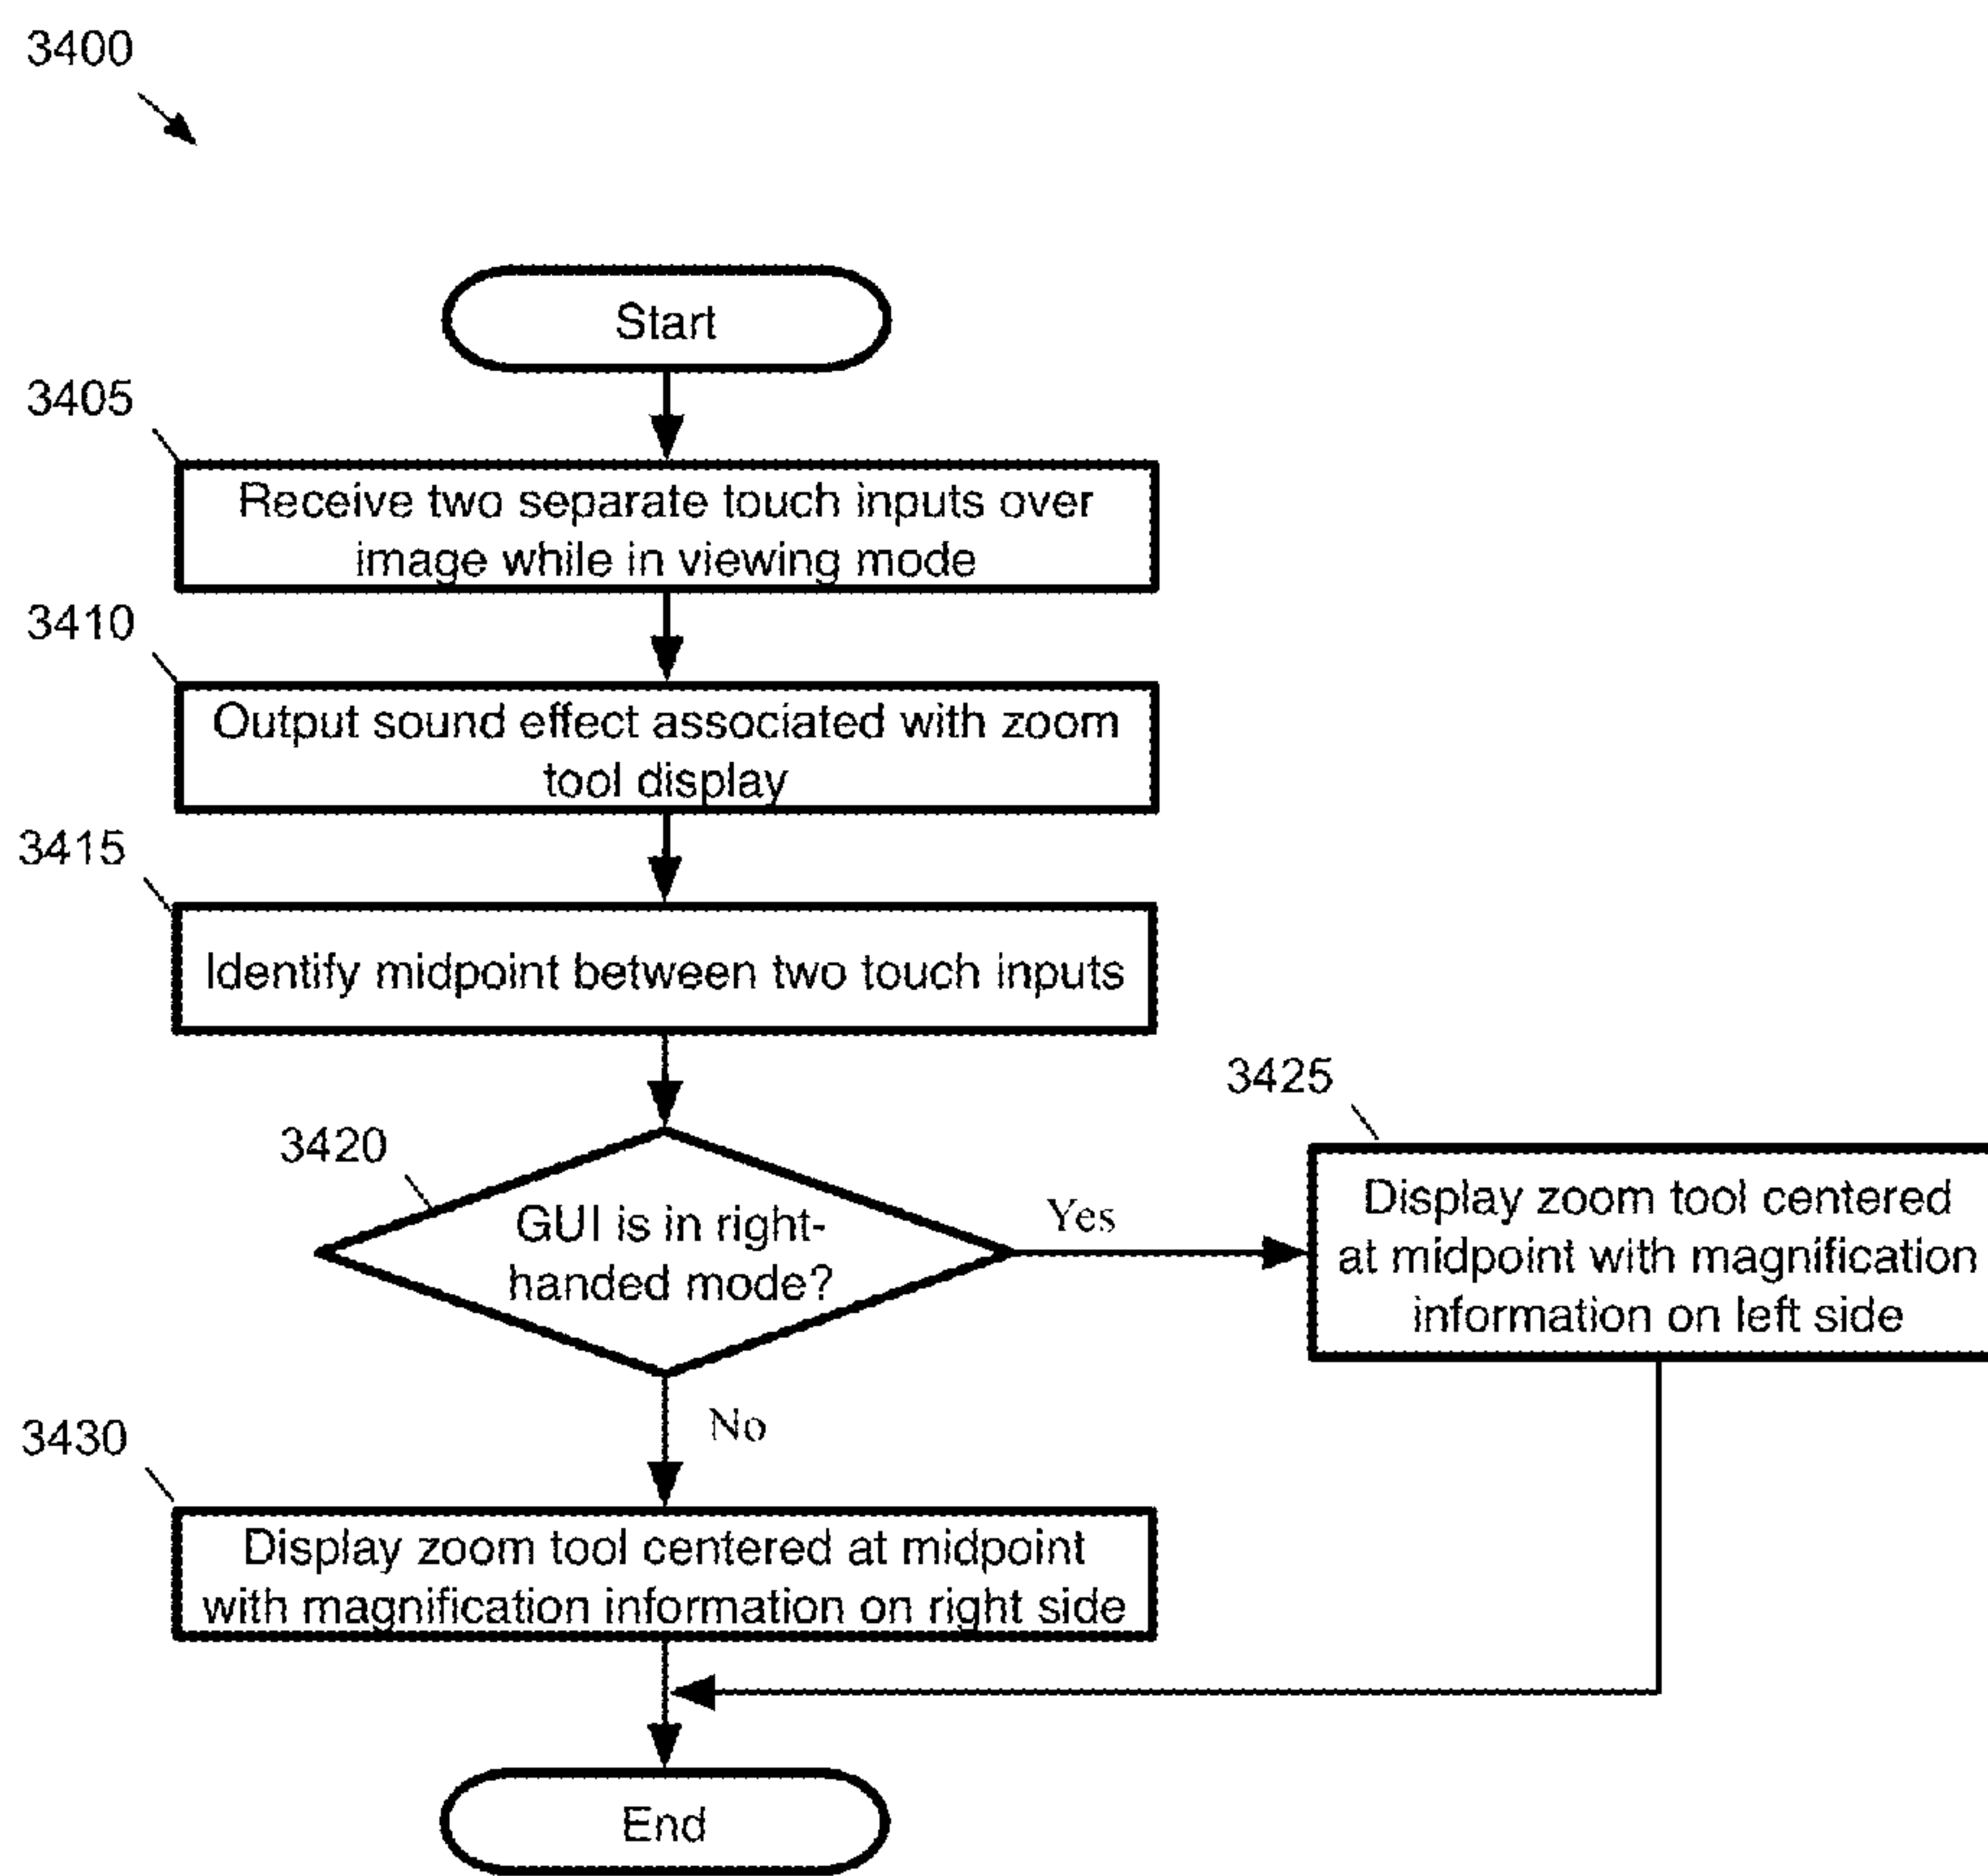 3400
Start
3405
Receive two separate touch inputs over
image while in viewing mode
3410
Output sound effect associated with zoom
tool display
3415
Identify midpoint between two touch inputs
3420
GUI is in right-
handed mode?
Yes
3425
Display zoom tool centered
at midpoint with magnification
information on left side
No
3430
Display zoom tool centered at midpoint
with magnification information on right side
End